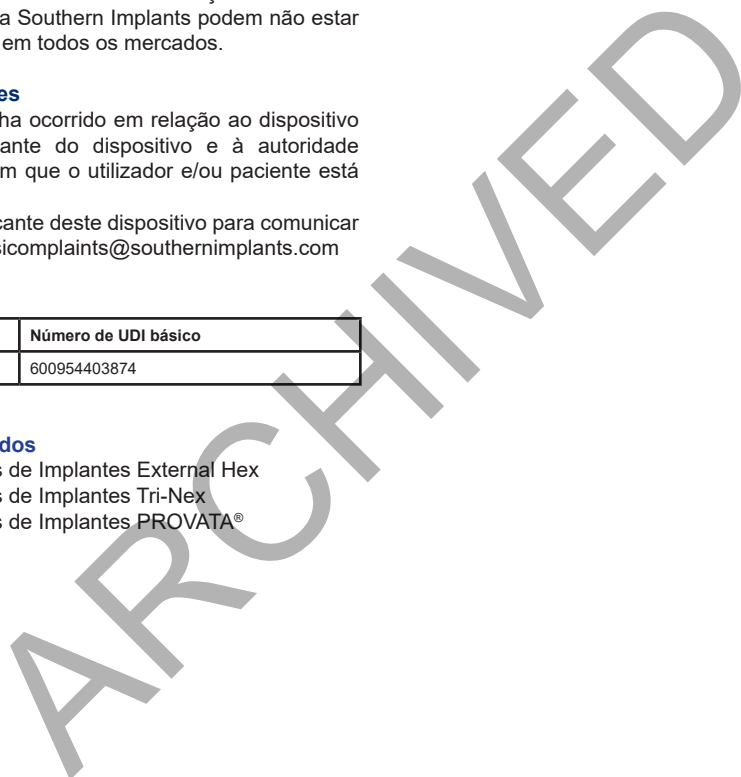 a Southern Implants podem não estar
em todos os mercados.
es
ha ocorrido em relação ao dispositivo
ante do dispositivo e à autoridade
m que o utilizador e/ou paciente está
cante deste dispositivo para comunicar
sicomplaints@southernimplants.com
Número de UDI básico
600954403874
dos
s de Implantes External Hex
s de Implantes Tri-Nex
s de Implantes PROVATA®
ARCHIVED